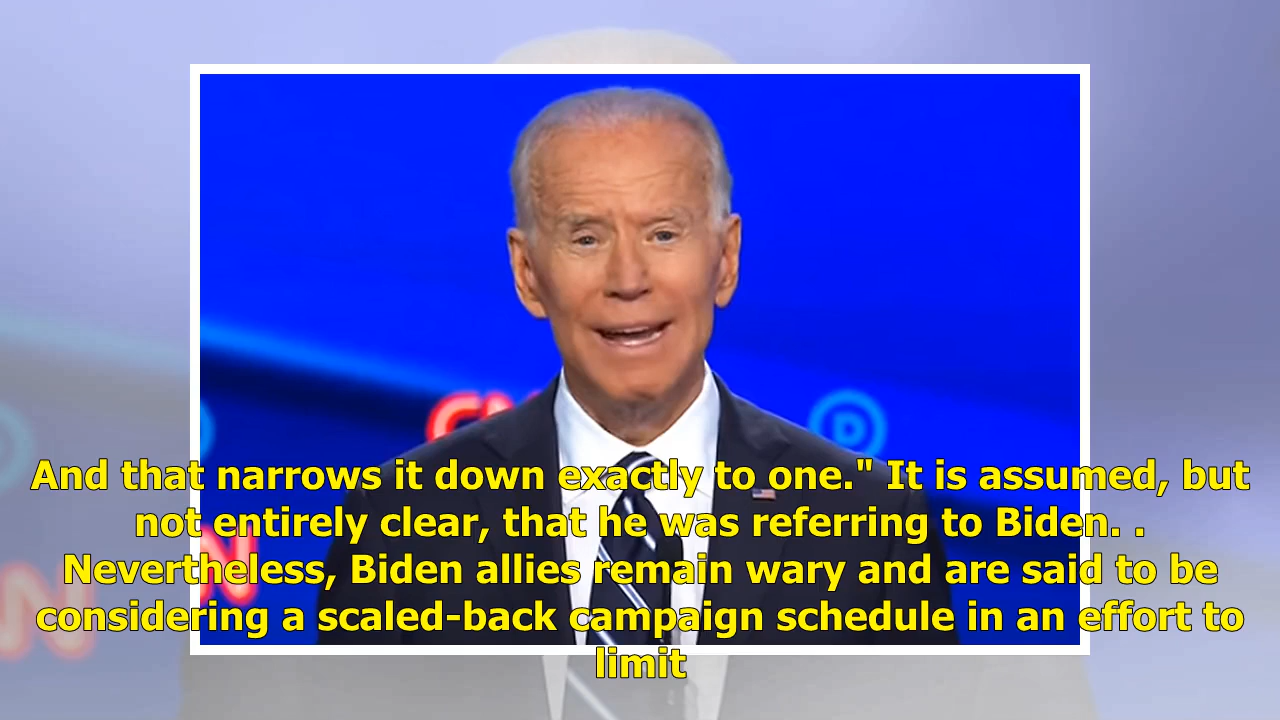 CN
And that narrows it down exactly to one." It is assumed, but
not entirely clear, that he was referring to Biden. .
Nevertheless, Biden allies remain wary and are said to be
considering a scaled-back campaign schedule in an effort to
limit